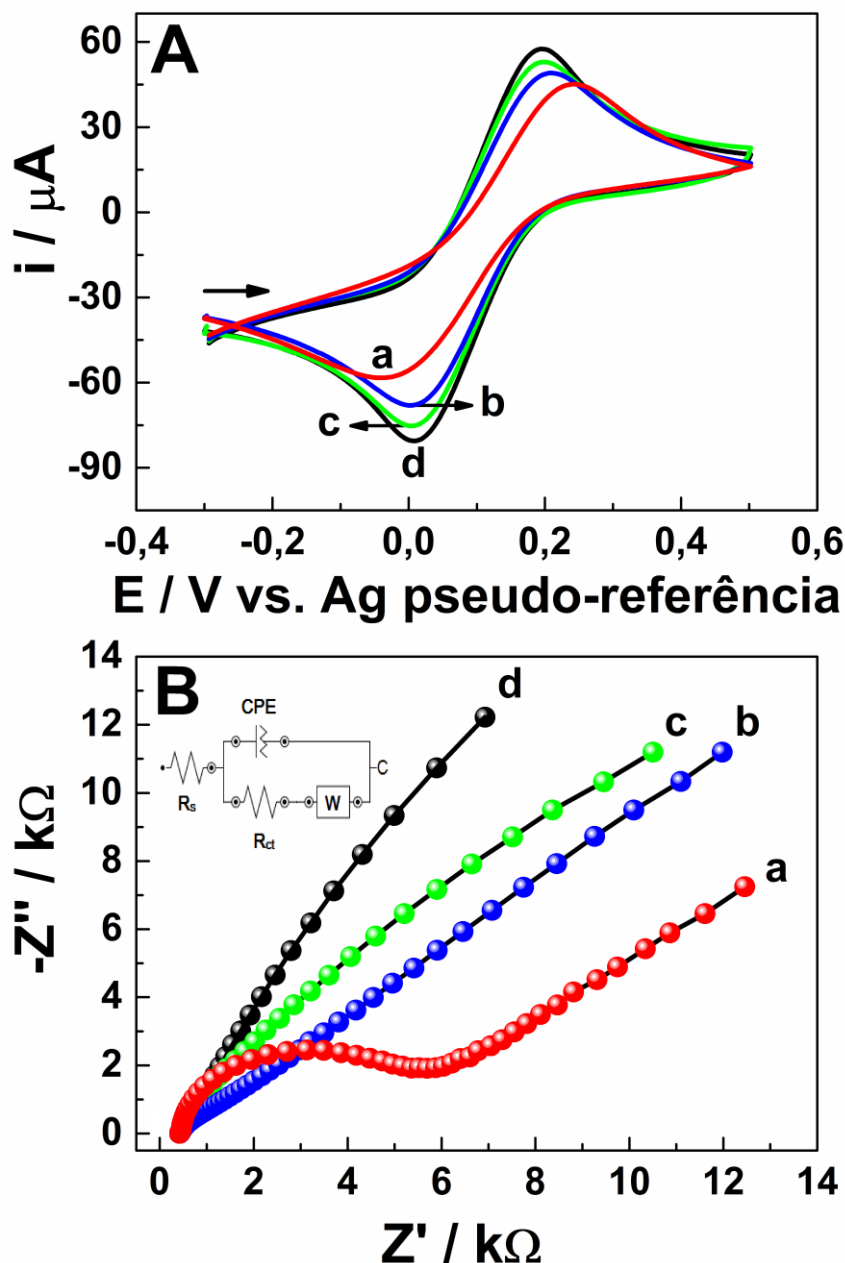 A
i / μA
60
30
0
-30
-60
-90
a
b
c
d
-0,4
-0,2
0,0
0,2
0,4
0,6
E / V vs. Ag pseudo-referência
B
-Z'' / kΩ
14
12
10
8
6
4
2
0
CPE
Rs
Rct
W
C
d
c
b
a
0
2
4
6
8
10
12
14
Z' / kΩ